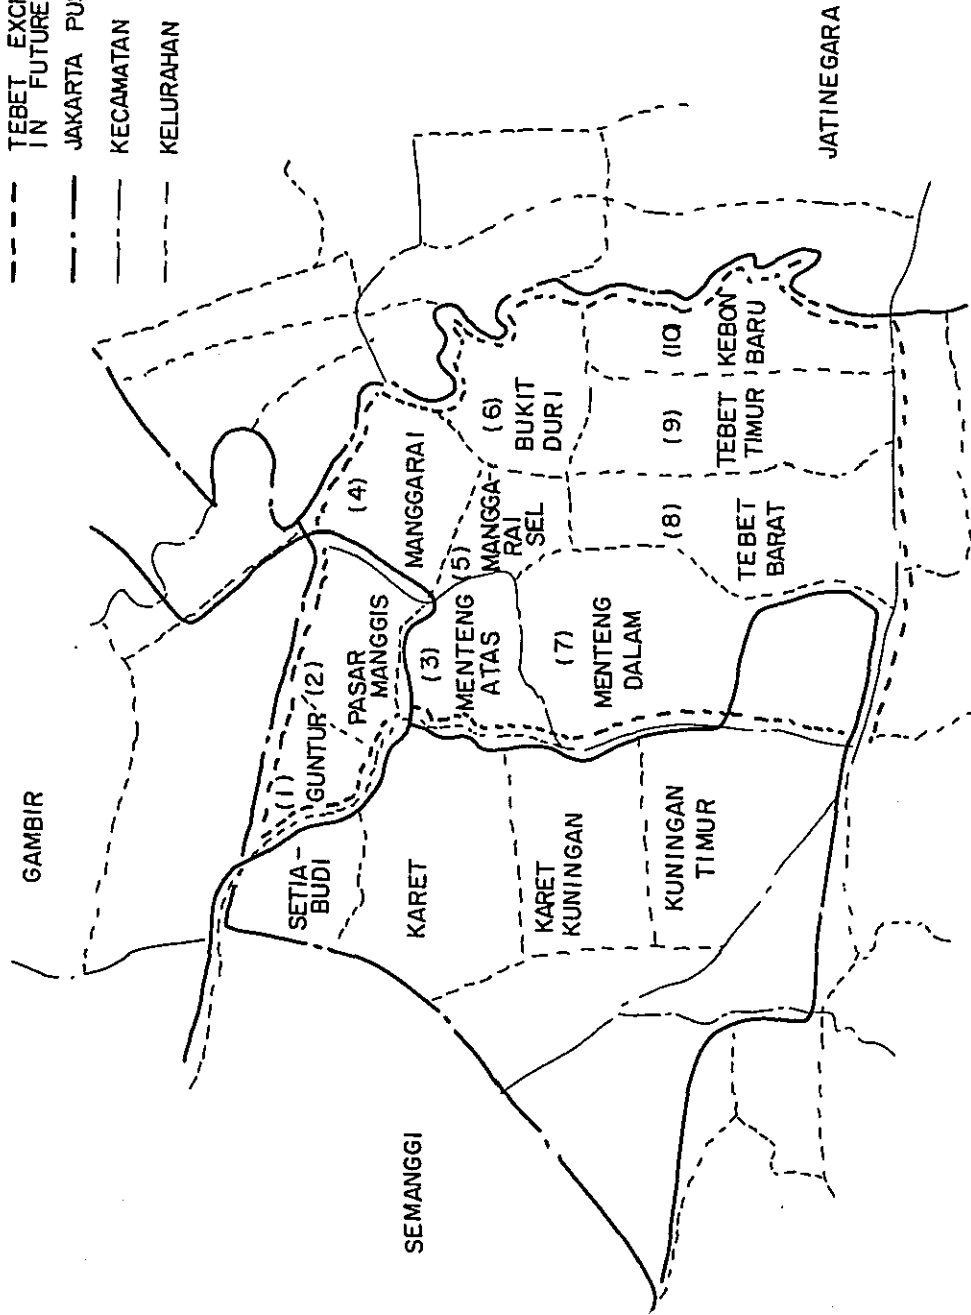 TEBET
IN FUTURE
JAKARTA
KECAMATAN
KELURAHAN
GAMBIR
SEMANGGI
JATINEGARA
SETIA-
BUDI
KARET
KARET
KUNINGAN
KUNINGAN
TIMUR
(1)
GUNTUR
(2)
PASAR
MANGGIS
(3)
MENTENG
ATAS
(4)
MANGGARAI
(5)
MANGGA-
RAI
SEL
(6)
BUKIT
DURI
(7)
MENTENG
DALAM
(8)
TEBET
BARAT
(9)
TEBET
TIMUR
(10)
KEBON
BARU